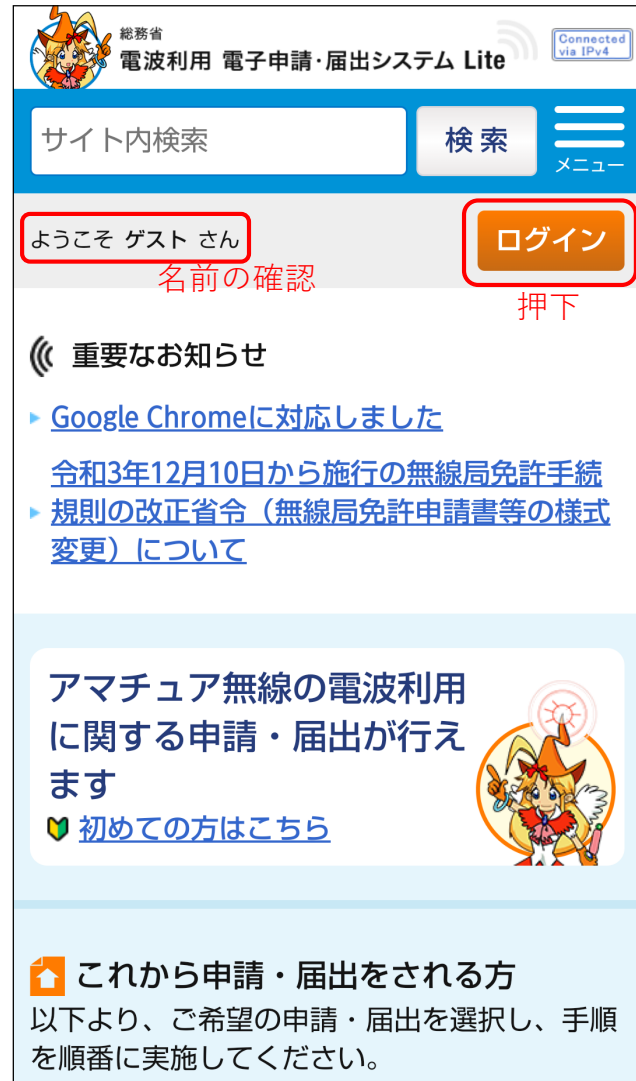 総務省
電波利用 電子申請・届出システム Lite
Connected
via IPv4
サイト内検索
検 索
メニュー
ようこそ ゲスト さん
ログイン
名前の確認
押下
重要なお知らせ
Google Chromeに対応しました
令和3年12月10日から施行の無線局免許手続
規則の改正省令（無線局免許申請書等の様式
変更）について
アマチュア無線の電波利用
に関する申請・届出が行え
ます
初めての方はこちら
これから申請・届出をされる方
以下より、ご希望の申請・届出を選択し、手順
を順番に実施してください。